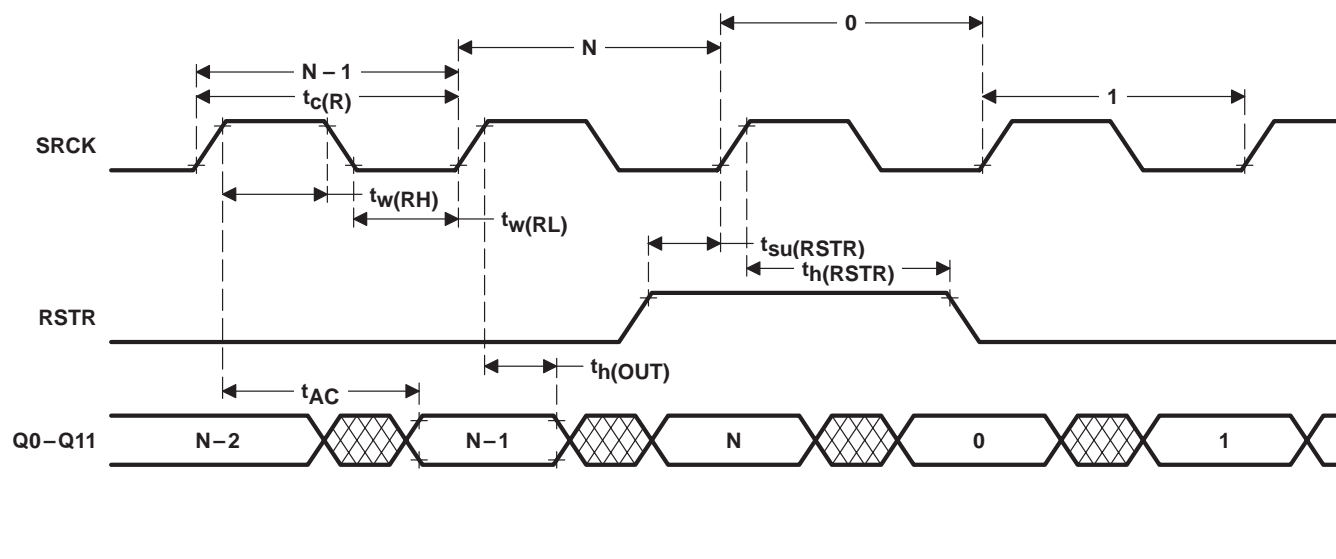 0
N
N – 1
tc(R)
1
SRCK
tw(RH)
tw(RL)
tsu(RSTR)
th(RSTR)
RSTR
th(OUT)
tAC
Q0–Q11
N–2
N–1
N
0
1